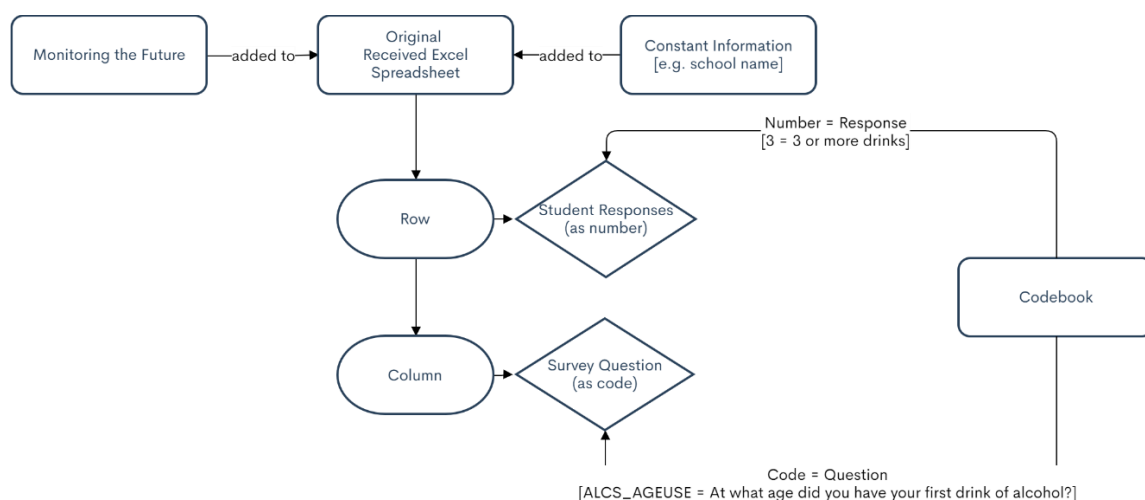 Monitoring the Future
added to
Original
Received Excel
Spreadsheet
added to
Constant Information
[e.g. school name]
Number = Response
[3 = 3 or more drinks]
Row
Student Responses
(as number)
Codebook
Column
Survey Question
(as code)
Code = Question
[ALCS_AGEUSE = At what age did you have your first drink of alcohol?]